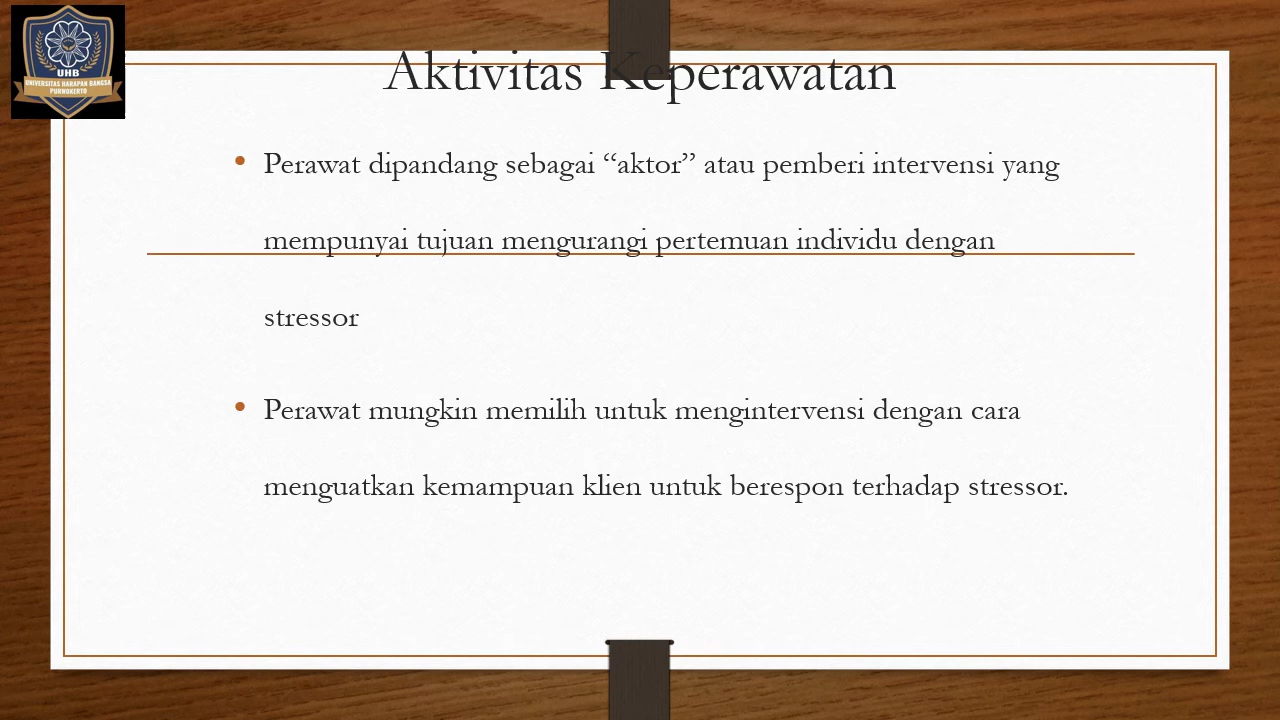 UHB
UNIVERSITAS HARAPAN BANGSA
PURWOKERTO
Aktivitas Keperawatan
• Perawat dipandang sebagai “aktor” atau pemberi intervensi yang
mempunyai tujuan mengurangi pertemuan individu dengan
stressor
• Perawat mungkin memilih untuk mengintervensi dengan cara
menguatkan kemampuan klien untuk berespon terhadap stressor.